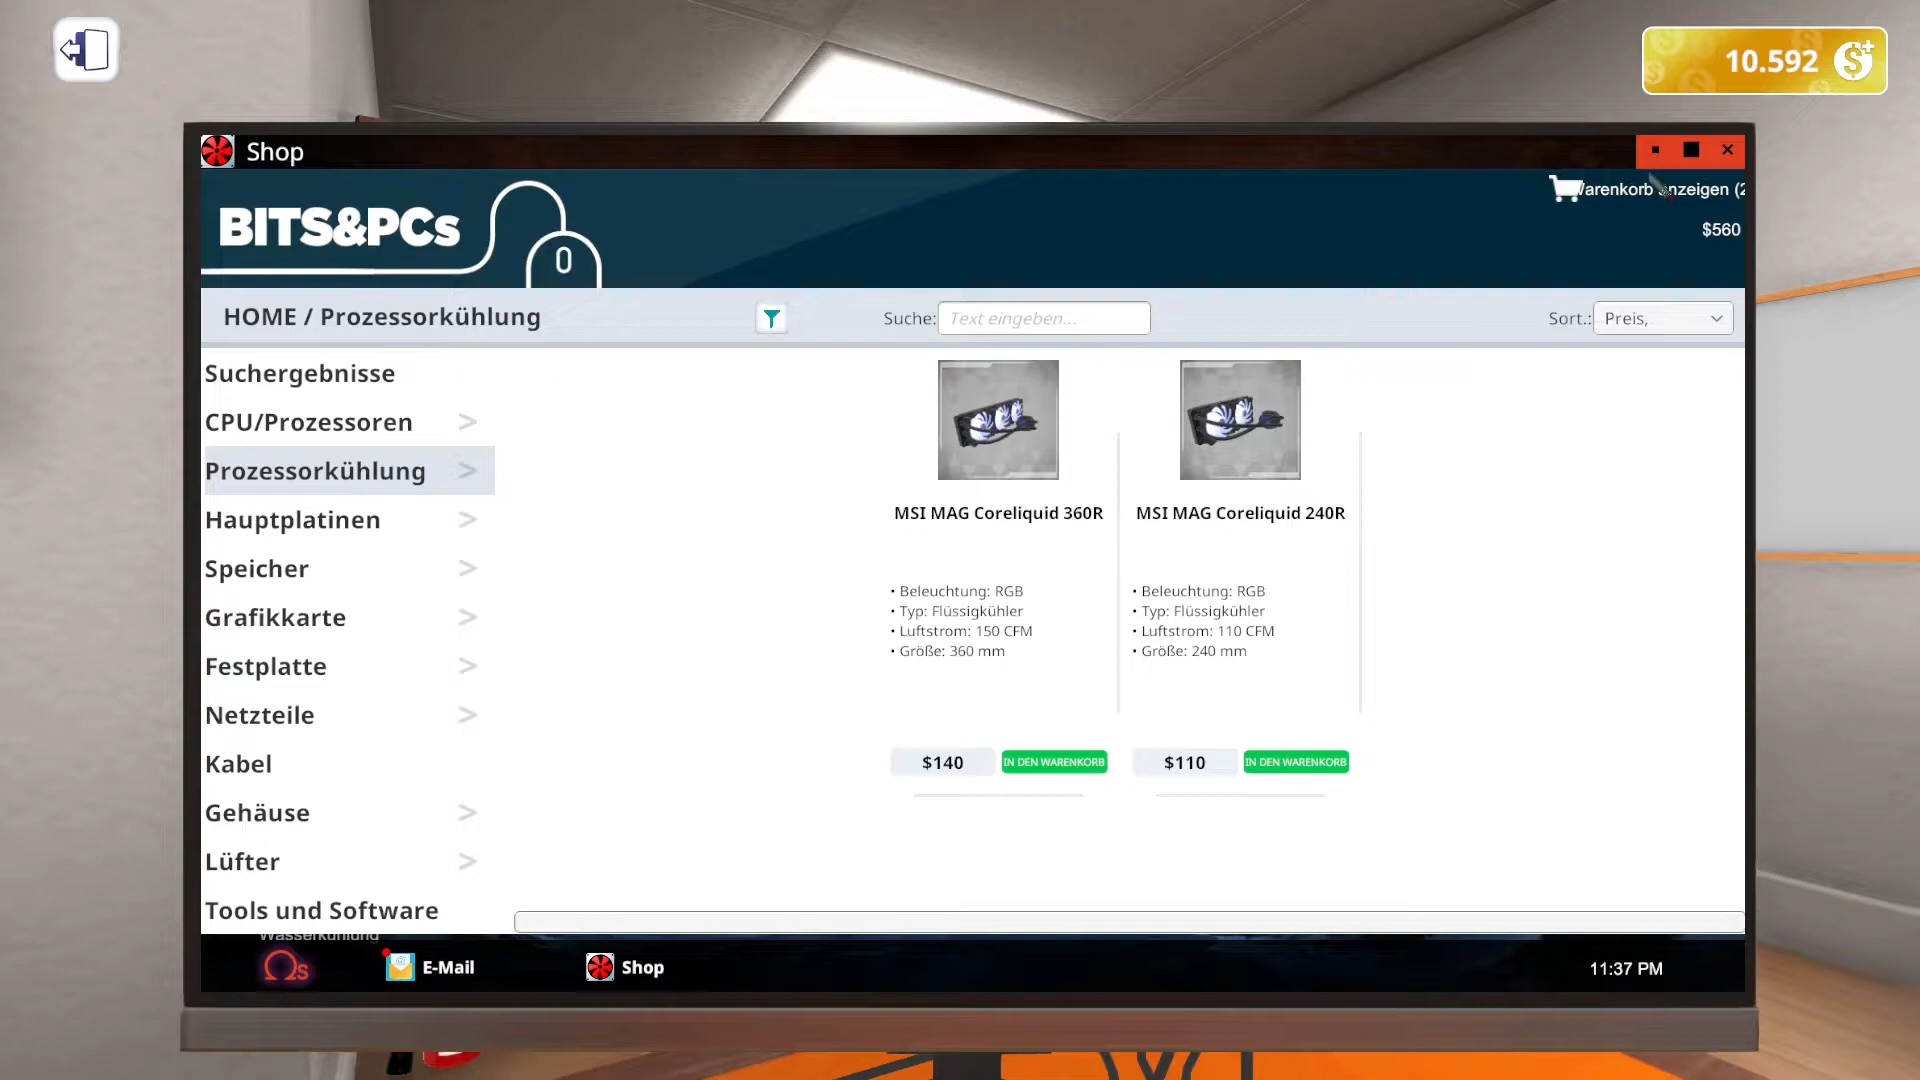 10.592
Shop
arenkorb anzeigen (2
$560
BITS&PCs
HOME / Prozessorkühlung
Suche:
Text eingeben...
Sort.:
Preis,
Suchergebnisse
CPU/Prozessoren >
Prozessorkühlung >
Hauptplatinen >
Speicher >
Grafikkarte >
Festplatte >
Netzteile >
Kabel
Gehäuse >
Lüfter >
Tools und Software
Wasserkühlung
MSI MAG Coreliquid 360R
• Beleuchtung: RGB
• Typ: Flüssigkühler
• Luftstrom: 150 CFM
• Größe: 360 mm
$140
IN DEN WARENKORB
MSI MAG Coreliquid 240R
• Beleuchtung: RGB
• Typ: Flüssigkühler
• Luftstrom: 110 CFM
• Größe: 240 mm
$110
IN DEN WARENKORB
Ωs
E-Mail
Shop
11:37 PM